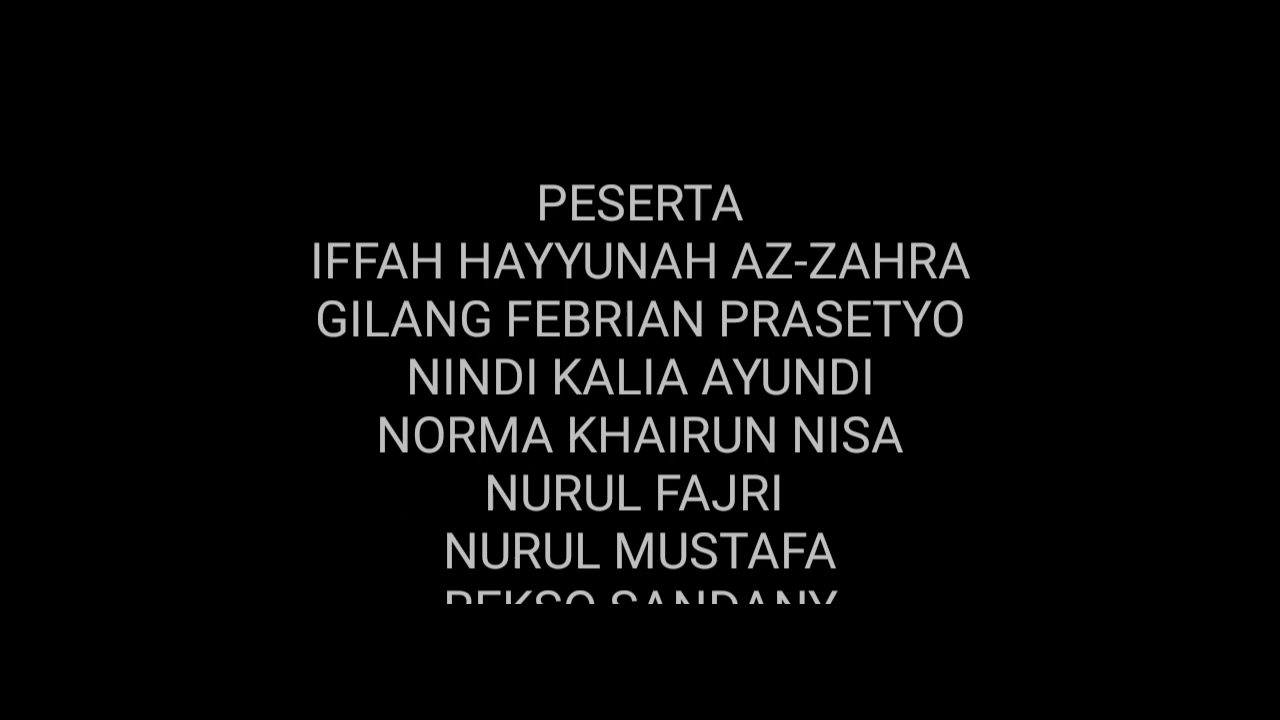 PESERTA
IFFAH HAYYUNAH AZ-ZAHRA
GILANG FEBRIAN PRASETYO
NINDI KALIA AYUNDI
NORMA KHAIRUN NISA
NURUL FAJRI
NURUL MUSTAFA